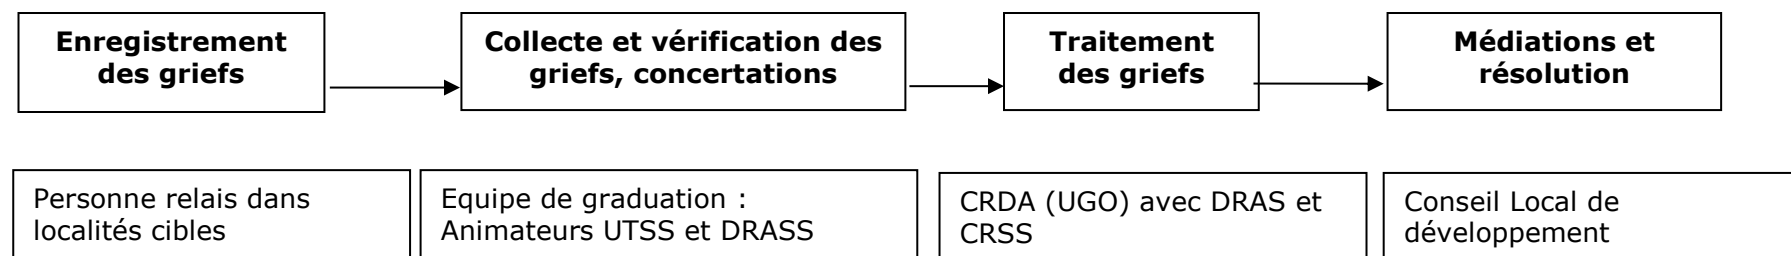 Enregistrement
des griefs
Collecte et vérification des
griefs, concertations
Traitement
des griefs
Médiations et
résolution
Personne relais dans
localités cibles
Equipe de graduation :
Animateurs UTSS et DRASS
CRDA (UGO) avec DRAS et
CRSS
Conseil Local de
développement